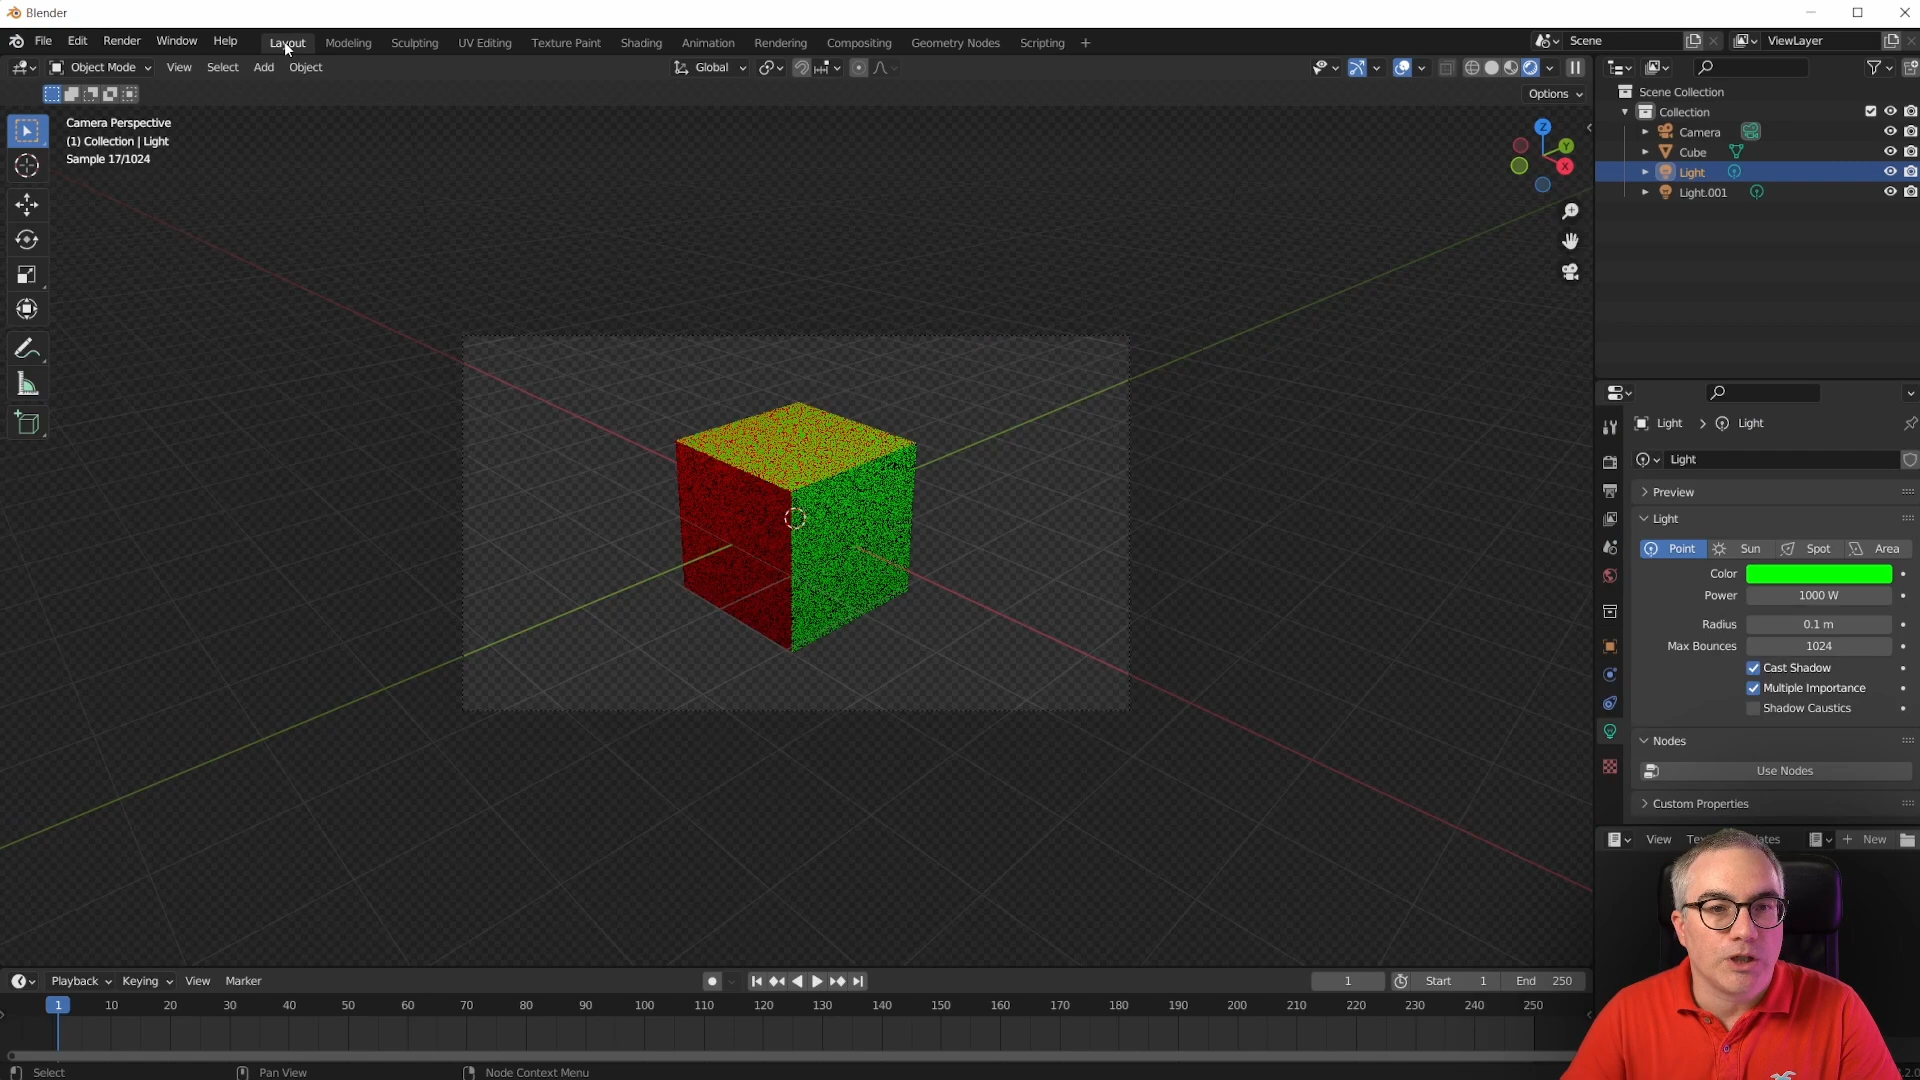 Blender
File Edit Render Window Help Layout Modeling Sculpting UV Editing Texture Paint Shading Animation Rendering Compositing Geometry Nodes Scripting +
Scene
ViewLayer
Object Mode View Select Add Object
Global
Options
Camera Perspective
(1) Collection | Light
Sample 17/1024
Z
Y
X
Scene Collection
Collection
Camera
Cube
Light
Light.001
Light > Light
Light
Preview
Light
Point Sun Spot Area
Color
Power 1000 W
Radius 0.1 m
Max Bounces 1024
Cast Shadow
Multiple Importance
Shadow Caustics
Nodes
Use Nodes
Custom Properties
View
+ New
Playback Keying View Marker
1 Start 1 End 250
1 10 20 30 40 50 60 70 80 90 100 110 120 130 140 150 160 170 180 190 200 210 220 230 240 250
Select Pan View Node Context Menu